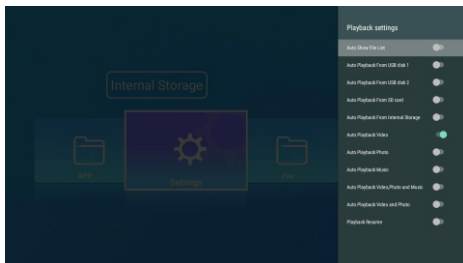 Playback settings
Auto Show File List
Auto Playback From USB disk 1
Auto Playback From USB disk 2
Auto Playback From SD card
Auto Playback From Internal Storage
Auto Playback Video
Auto Playback Photo
Auto Playback Music
Auto Playback Video,Photo and Music
Auto Playback Video and Photo
Playback Resume
Internal Storage
APP
Settings
File